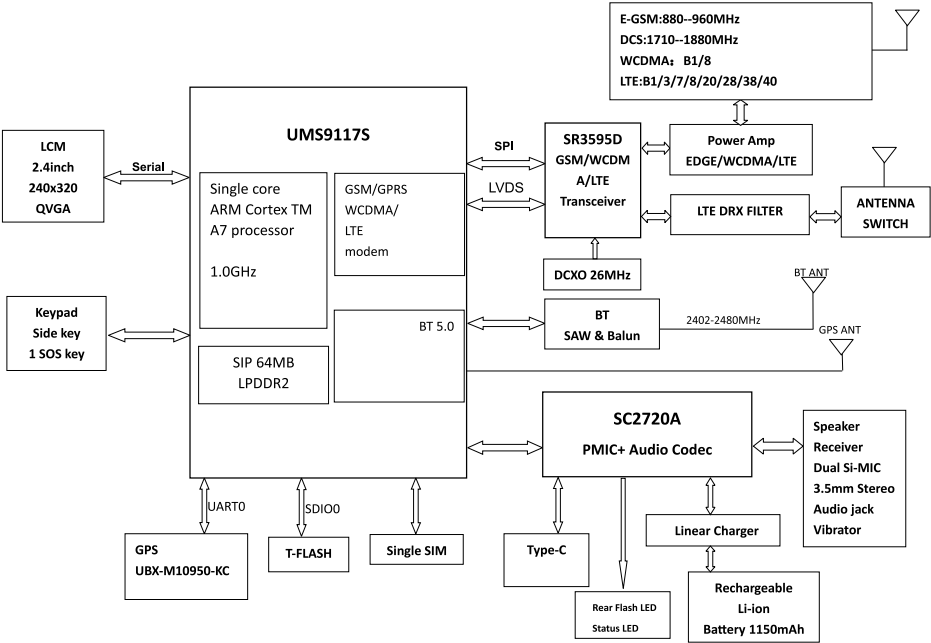 E-GSM:880--960MHz
DCS:1710--1880MHz
WCDMA：B1/8
LTE:B1/3/7/8/20/28/38/40
UMS9117S
LCM
2.4inch
240x320
QVGA
Serial
Single core
ARM Cortex TM
A7 processor
1.0GHz
GSM/GPRS
WCDMA/
LTE
modem
SPI
LVDS
SR3595D
GSM/WCDM
A/LTE
Transceiver
Power Amp
EDGE/WCDMA/LTE
LTE DRX FILTER
ANTENNA
SWITCH
DCXO 26MHz
BT ANT
Keypad
Side key
1 SOS key
BT 5.0
BT
SAW & Balun
2402-2480MHz
GPS ANT
SIP 64MB
LPDDR2
SC2720A
PMIC+ Audio Codec
Speaker
Receiver
Dual Si-MIC
3.5mm Stereo
Audio jack
Vibrator
UART0
SDIO0
GPS
UBX-M10950-KC
T-FLASH
Single SIM
Type-C
Linear Charger
Rear Flash LED
Status LED
Rechargeable
Li-ion
Battery 1150mAh